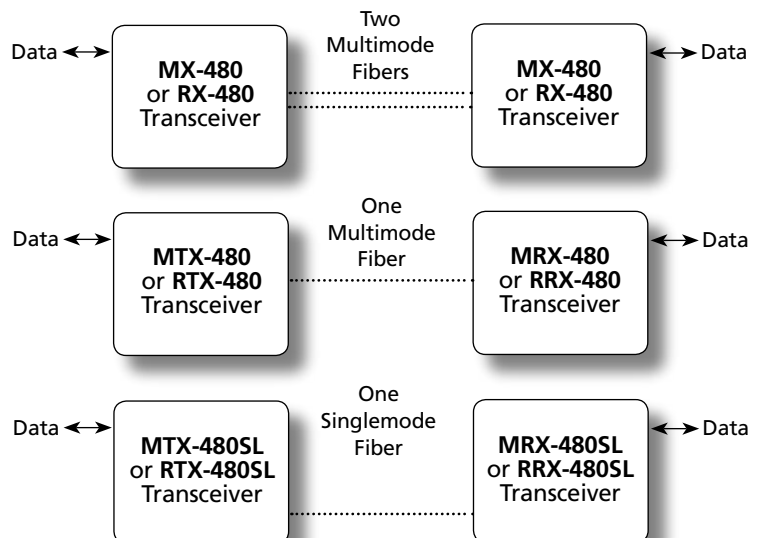 Two
Multimode
Fibers
Data
MX-480
or RX-480
Transceiver
MX-480
or RX-480
Transceiver
Data
One
Multimode
Fiber
Data
MTX-480
or RTX-480
Transceiver
MRX-480
or RRX-480
Transceiver
Data
One
Singlemode
Fiber
Data
MTX-480SL
or RTX-480SL
Transceiver
MRX-480SL
or RRX-480SL
Transceiver
Data